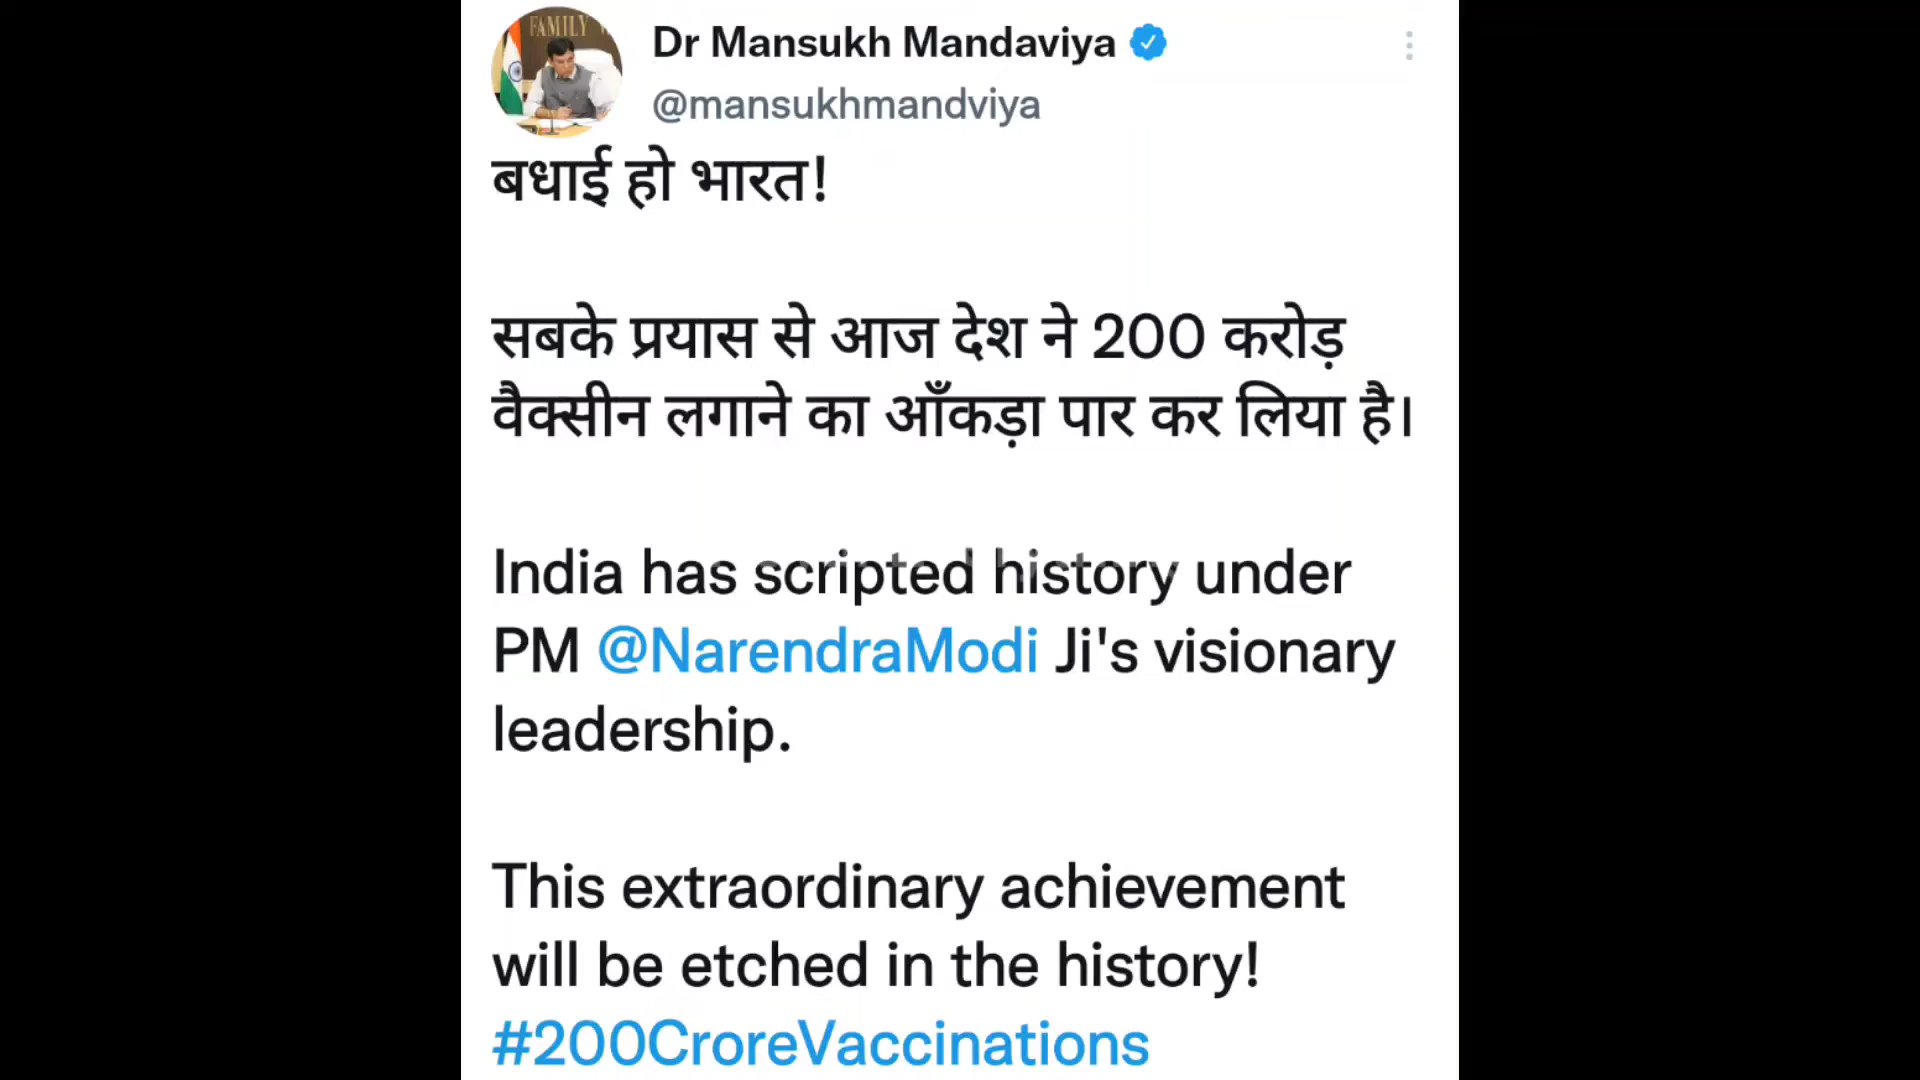 FAMILY W
Dr Mansukh Mandaviya
@mansukhmandviya
बधाई हो भारत!
सबके प्रयास से आज देश ने 200 करोड़
वैक्सीन लगाने का आँकड़ा पार कर लिया है।
India has scripted history under
PM @NarendraModi Ji's visionary
leadership.
This extraordinary achievement
will be etched in the history!
#200CroreVaccinations